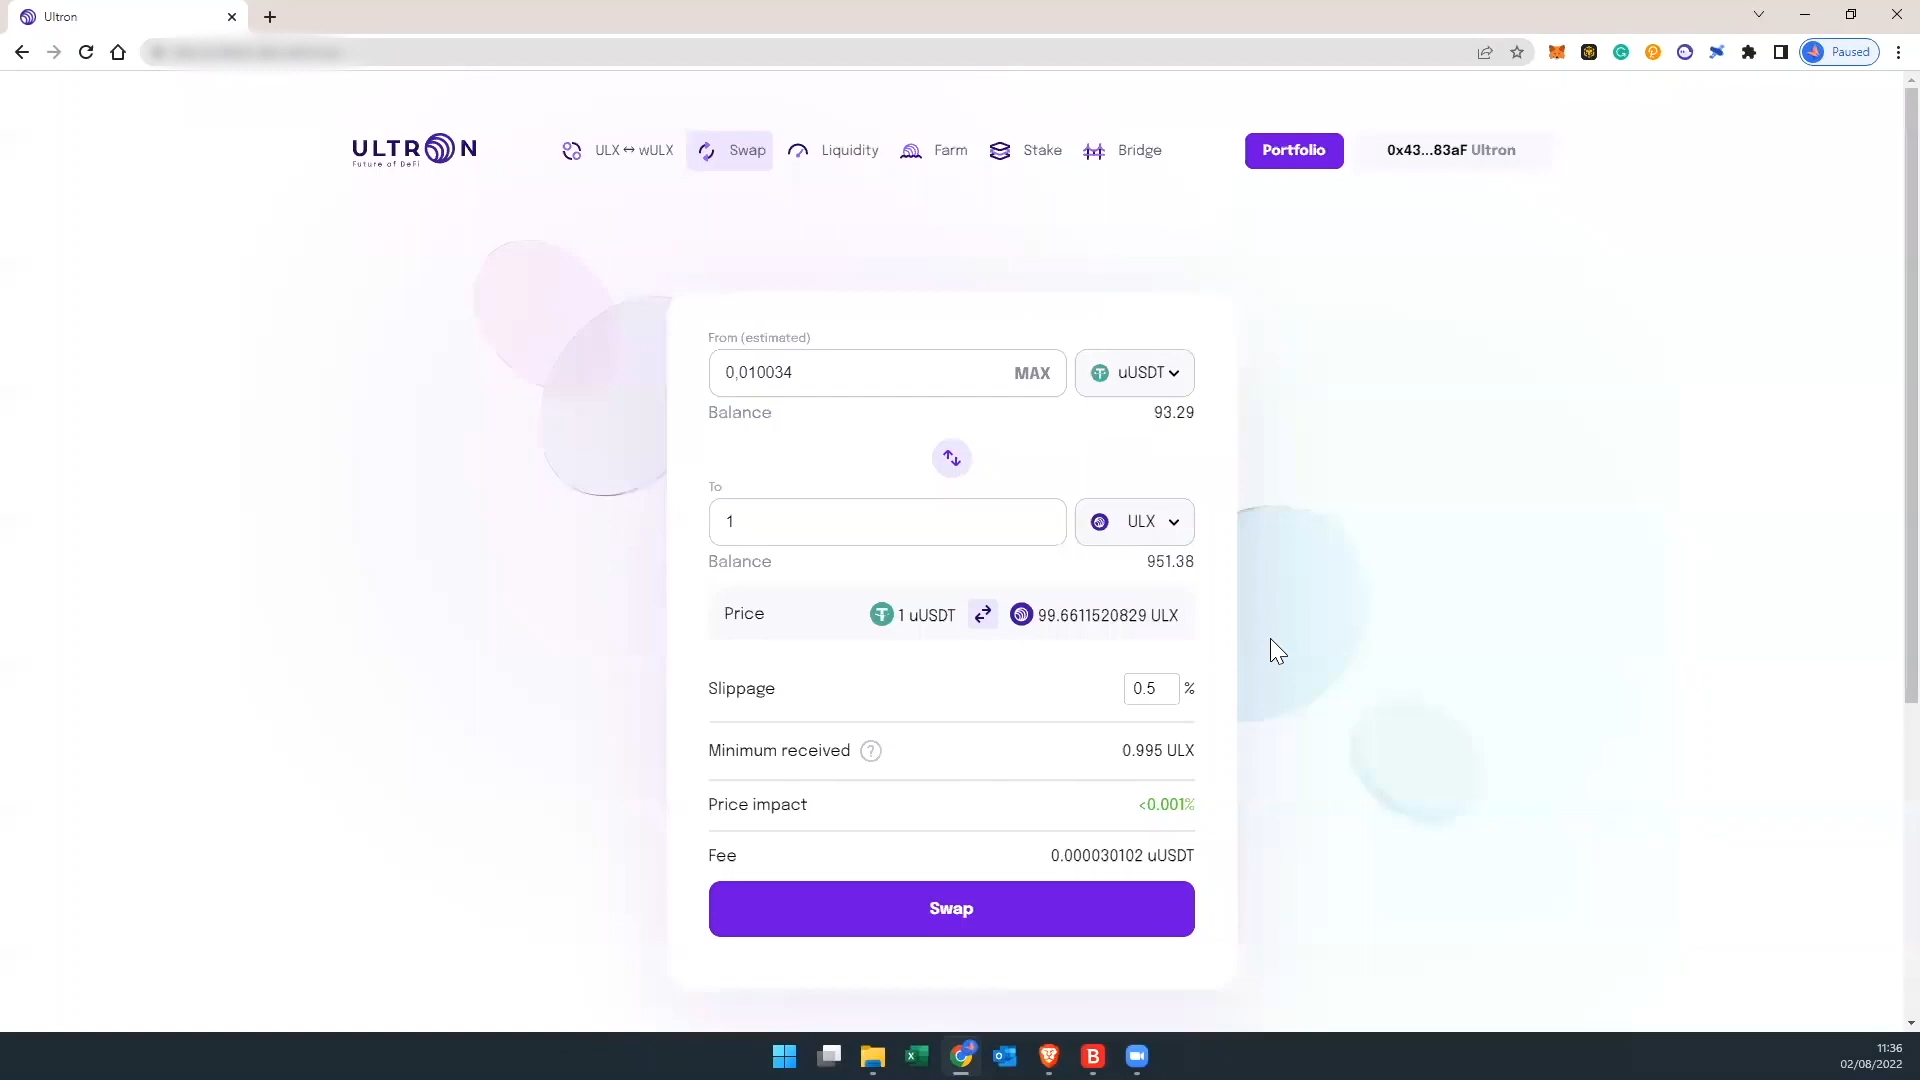 Ultron
Paused
ULTRON
Future of DeFi
ULX ↔ wULX
Swap
Liquidity
Farm
Stake
Bridge
Portfolio
0x43...83aF Ultron
From (estimated)
0,010034
MAX
uUSDT
Balance
93.29
To
1
ULX
Balance
951.38
Price
1 uUSDT
99.6611520829 ULX
Slippage
0.5
%
Minimum received ?
0.995 ULX
Price impact
<0.001%
Fee
0.000030102 uUSDT
Swap
11:36
02/08/2022